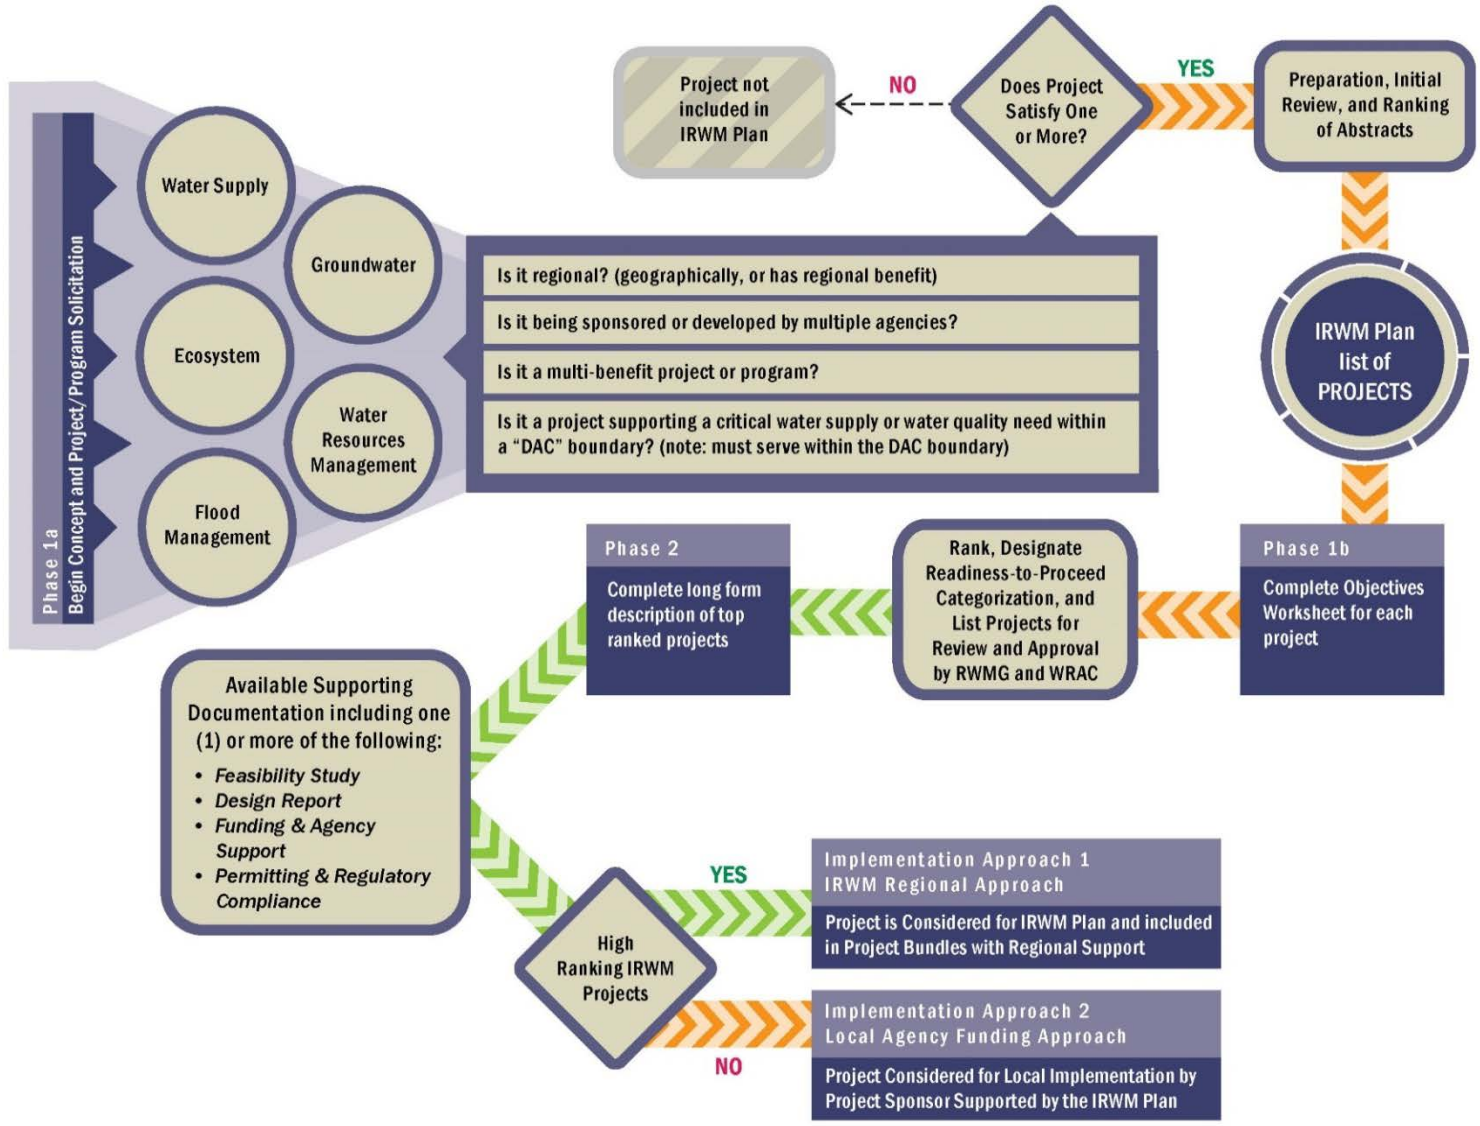 Phase 1a
Begin Concept and Project/Program Solicitation
Water Supply
Groundwater
Ecosystem
Water
Resources
Management
Flood
Management
Is it regional? (geographically, or has regional benefit)
Is it being sponsored or developed by multiple agencies?
Is it a multi-benefit project or program?
Is it a project supporting a critical water supply or water quality need within
a “DAC” boundary? (note: must serve within the DAC boundary)
Does Project
Satisfy One
or More?
NO
Project not
included in
IRWM Plan
YES
Preparation, Initial
Review, and Ranking
of Abstracts
IRWM Plan
list of
PROJECTS
Phase 1b
Complete Objectives
Worksheet for each
project
Rank, Designate
Readiness-to-Proceed
Categorization, and
List Projects for
Review and Approval
by RWMG and WRAC
Phase 2
Complete long form
description of top
ranked projects
Available Supporting
Documentation including one
(1) or more of the following:
• Feasibility Study
• Design Report
• Funding & Agency
Support
• Permitting & Regulatory
Compliance
High
Ranking IRWM
Projects
YES
Implementation Approach 1
IRWM Regional Approach
Project is Considered for IRWM Plan and included
in Project Bundles with Regional Support
NO
Implementation Approach 2
Local Agency Funding Approach
Project Considered for Local Implementation by
Project Sponsor Supported by the IRWM Plan